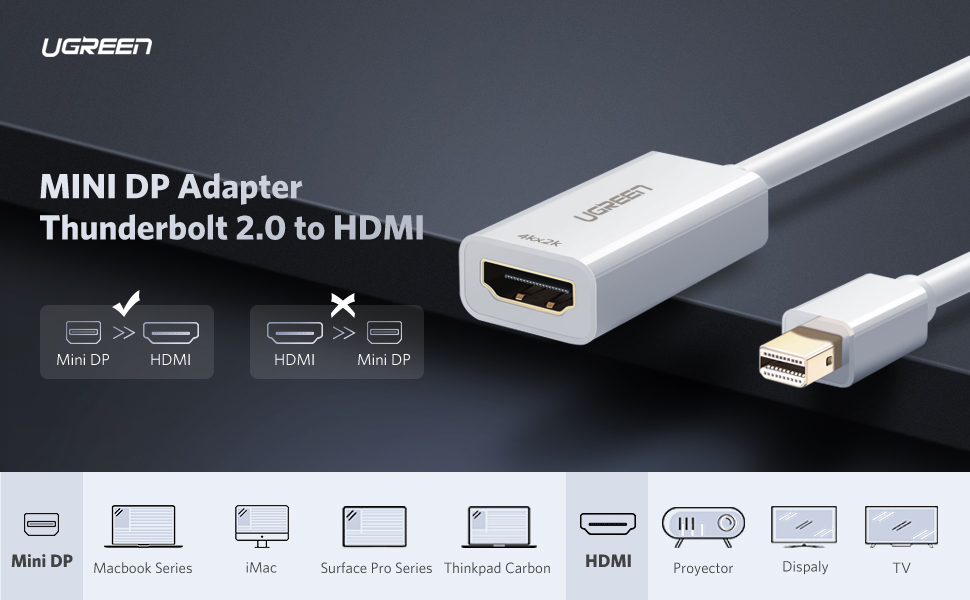 UGREEN
MINI DP Adapter
Thunderbolt 2.0 to HDMI
Mini DP
HDMI
HDMI
Mini DP
UGREEN
4kx2k
Mini DP
Macbook Series
iMac
Surface Pro Series
Thinkpad Carbon
HDMI
Proyector
Dispaly
TV